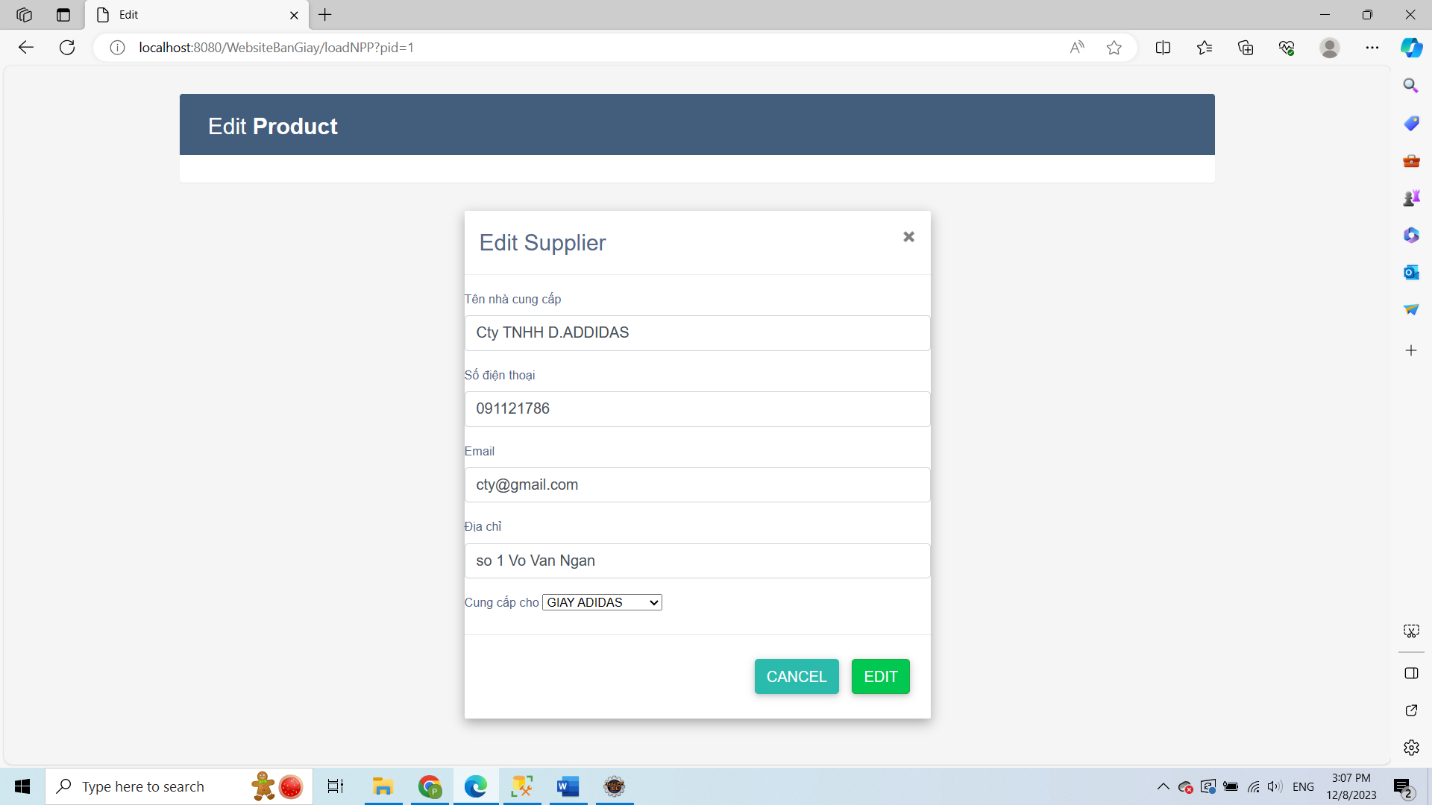 Edit
localhost:8080/WebsiteBanGiay/loadNPP?pid=1
Edit Product
Edit Supplier
Tên nhà cung cấp
Cty TNHH D.ADDIDAS
Số điện thoại
091121786
Email
cty@gmail.com
Địa chỉ
so 1 Vo Van Ngan
Cung cấp cho GIAY ADIDAS
CANCEL EDIT
Type here to search
ENG
3:07 PM
12/8/2023
2